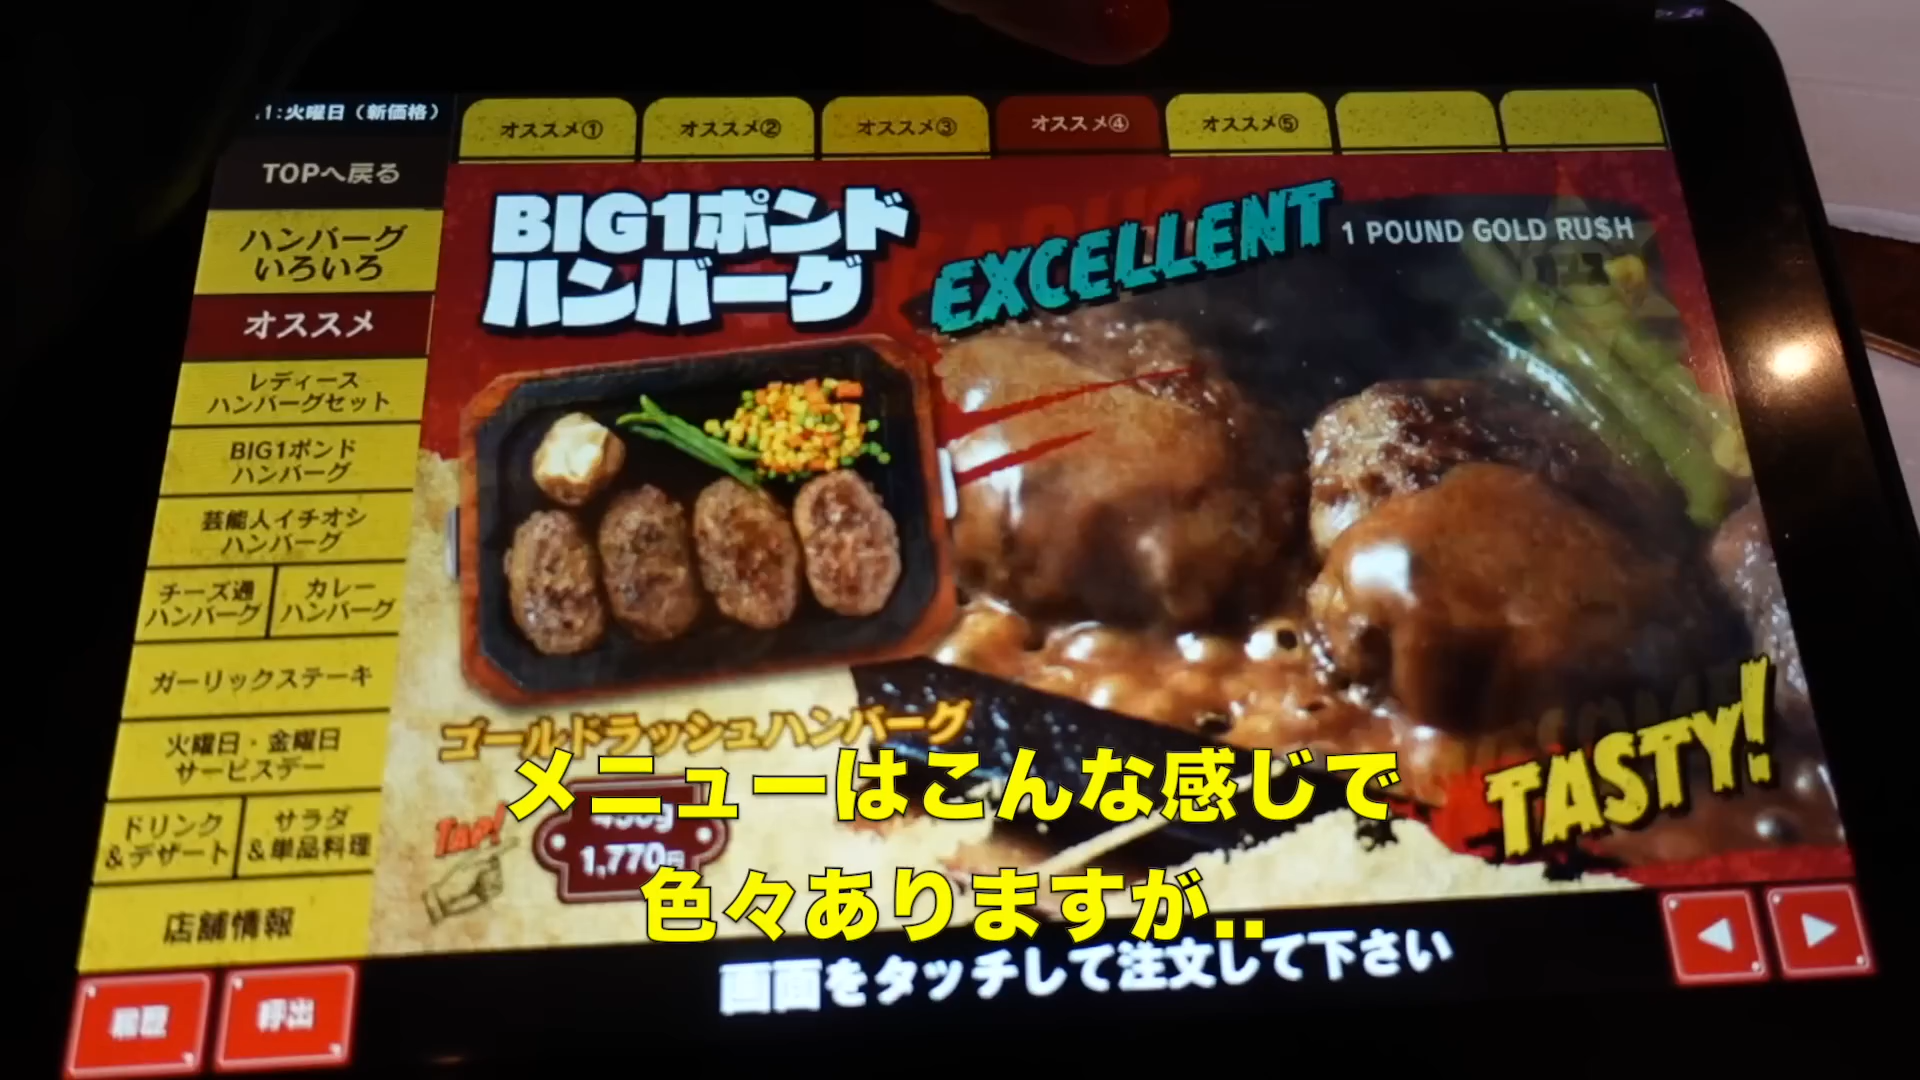 1:火曜日（新価格）
オススメ①
オススメ②
オススメ③
オススメ④
オススメ⑤
TOPへ戻る
ハンバーグ
いろいろ
オススメ
レディース
ハンバーグセット
BIG1ポンド
ハンバーグ
芸能人イチオシ
ハンバーグ
チーズ通
ハンバーグ
カレー
ハンバーグ
ガーリックステーキ
火曜日・金曜日
サービスデー
ドリンク
&デザート
サラダ
&単品料理
店舗情報
履歴
呼出
BIG1ポンド
ハンバーグ
EXCELLENT
1 POUND GOLD RU$H
ゴールドラッシュハンバーグ
TAP!
450g
1,770円
TASTY!
メニューはこんな感じで
色々ありますが..
画面をタッチして注文して下さい